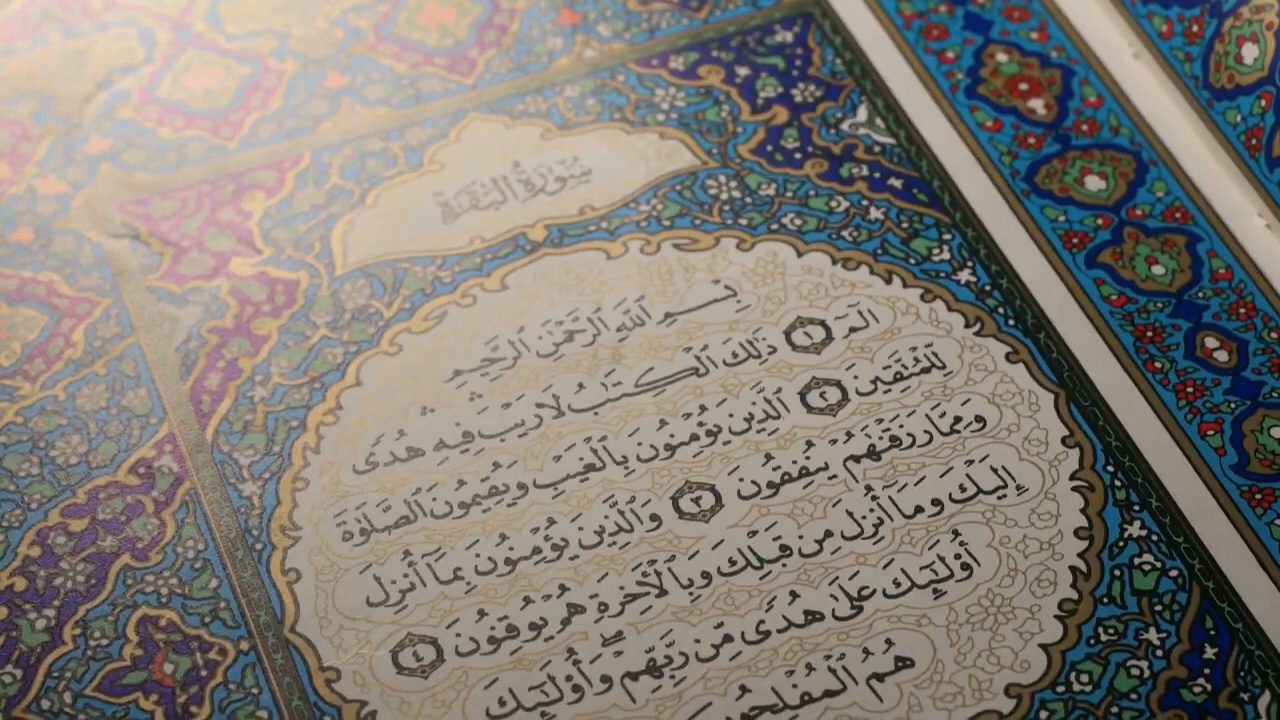 سُورَةُ البَقَرَةِ
بِسْمِ ٱللَّهِ ٱلرَّحْمَٰنِ ٱلرَّحِيمِ
الٓمٓ ١ ذَٰلِكَ ٱلْكِتَٰبُ لَا رَيْبَ ۛ فِيهِ ۛ هُدًى
لِّلْمُتَّقِينَ ٢ ٱلَّذِينَ يُؤْمِنُونَ بِٱلْغَيْبِ وَيُقِيمُونَ ٱلصَّلَوٰةَ
وَمِمَّا رَزَقْنَٰهُمْ يُنفِقُونَ ٣ وَٱلَّذِينَ يُؤْمِنُونَ بِمَآ أُنزِلَ
إِلَيْكَ وَمَآ أُنزِلَ مِن قَبْلِكَ وَبِٱلْءَاخِرَةِ هُمْ يُوقِنُونَ ٤
أُو۟لَٰٓئِكَ عَلَىٰ هُدًى مِّن رَّبِّهِمْ ۖ وَأُو۟لَٰٓئِكَ
هُمُ ٱلْمُفْلِحُونَ